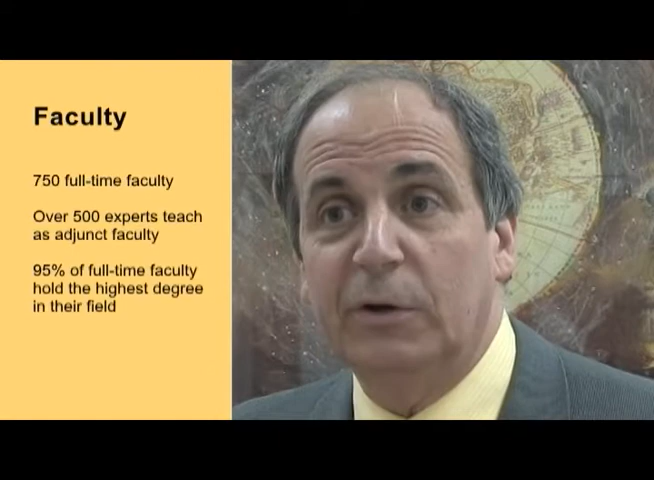 Faculty
750 full-time faculty
Over 500 experts teach
as adjunct faculty
95% of full-time faculty
hold the highest degree
in their field